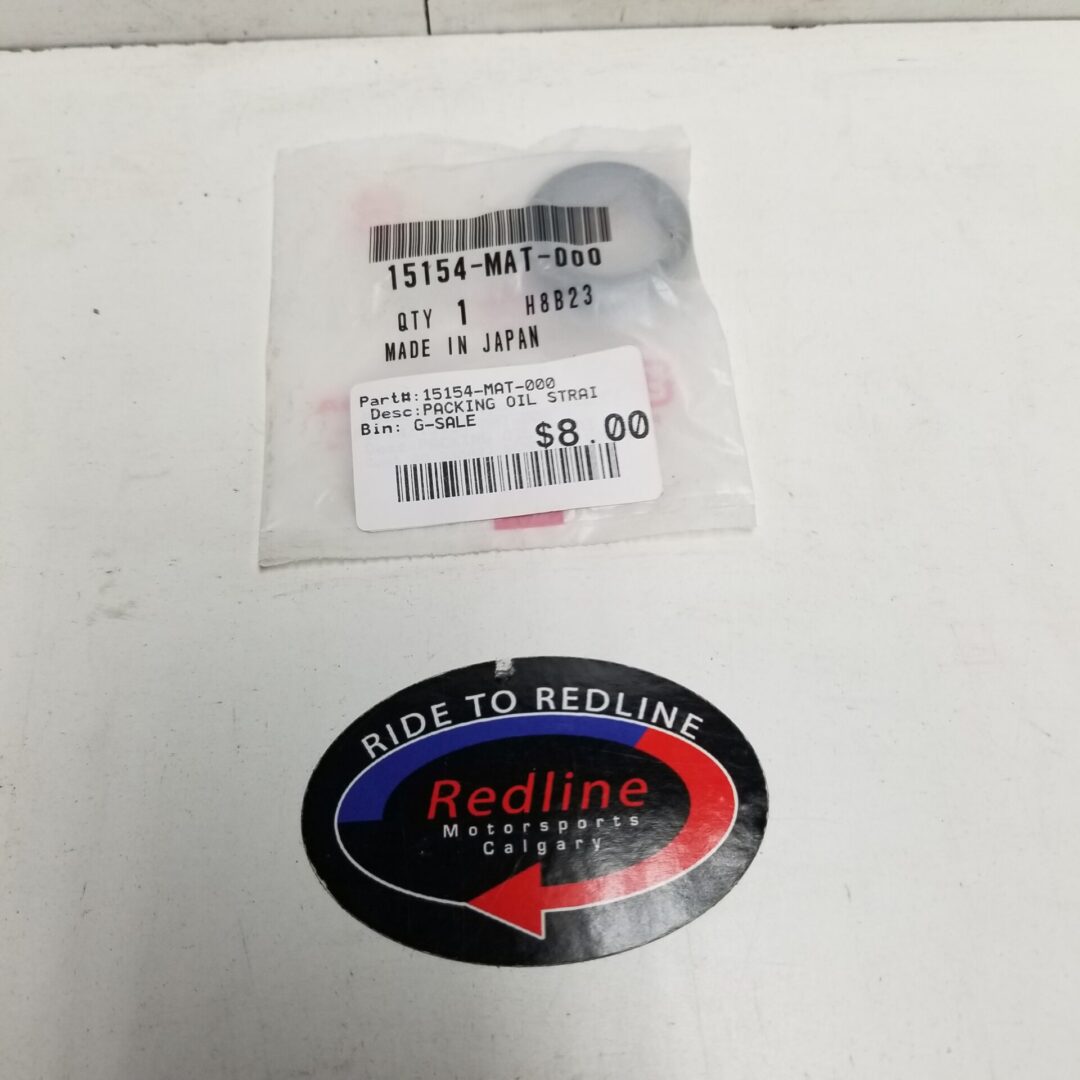 15154-MAT-000
QTY 1 H8B23
MADE IN JAPAN
Part#:15154-MAT-000
Desc:PACKING OIL STRAI
Bin: G-SALE
$8.00
RIDE TO REDLINE
Redline
Motorsports
Calgary